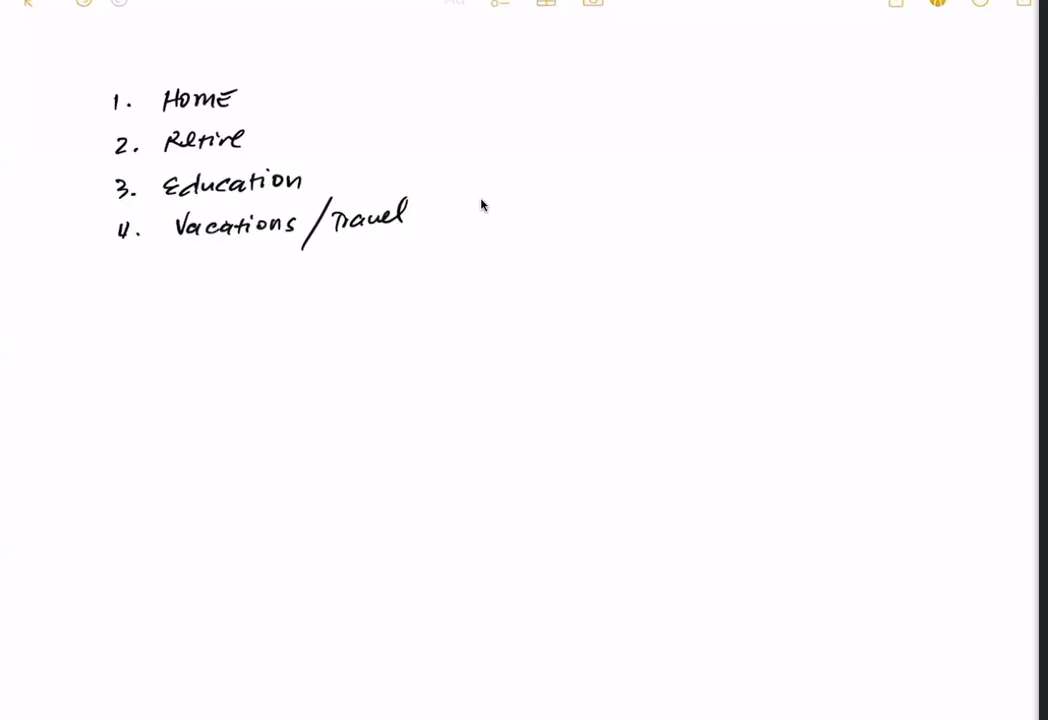 1. Home
2. Retire
3. Education
4. Vacations / Travel